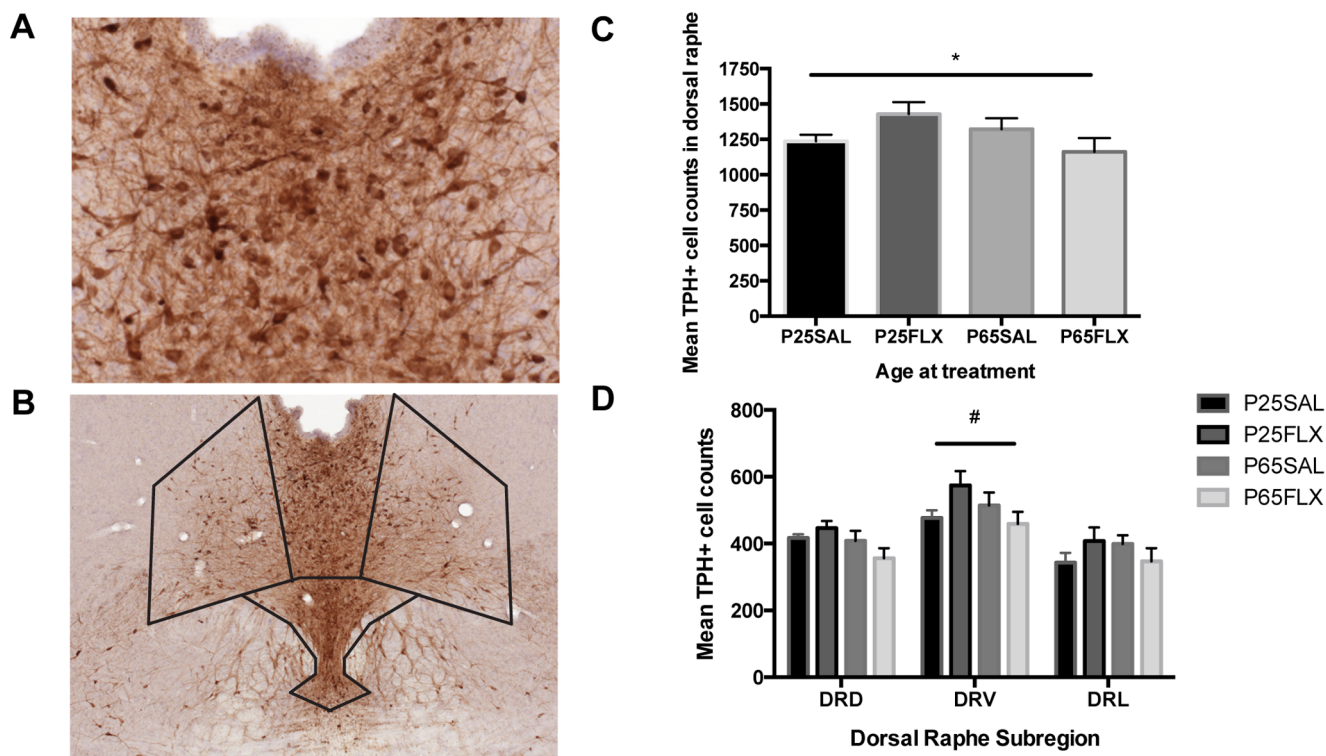 A
B
C
Mean TPH+ cell counts in dorsal raphe
1750
1500
1250
1000
750
500
250
0
*
P25SAL P25FLX P65SAL P65FLX
Age at treatment
D
Mean TPH+ cell counts
800
600
400
200
0
#
DRD DRV DRL
Dorsal Raphe Subregion
P25SAL
P25FLX
P65SAL
P65FLX